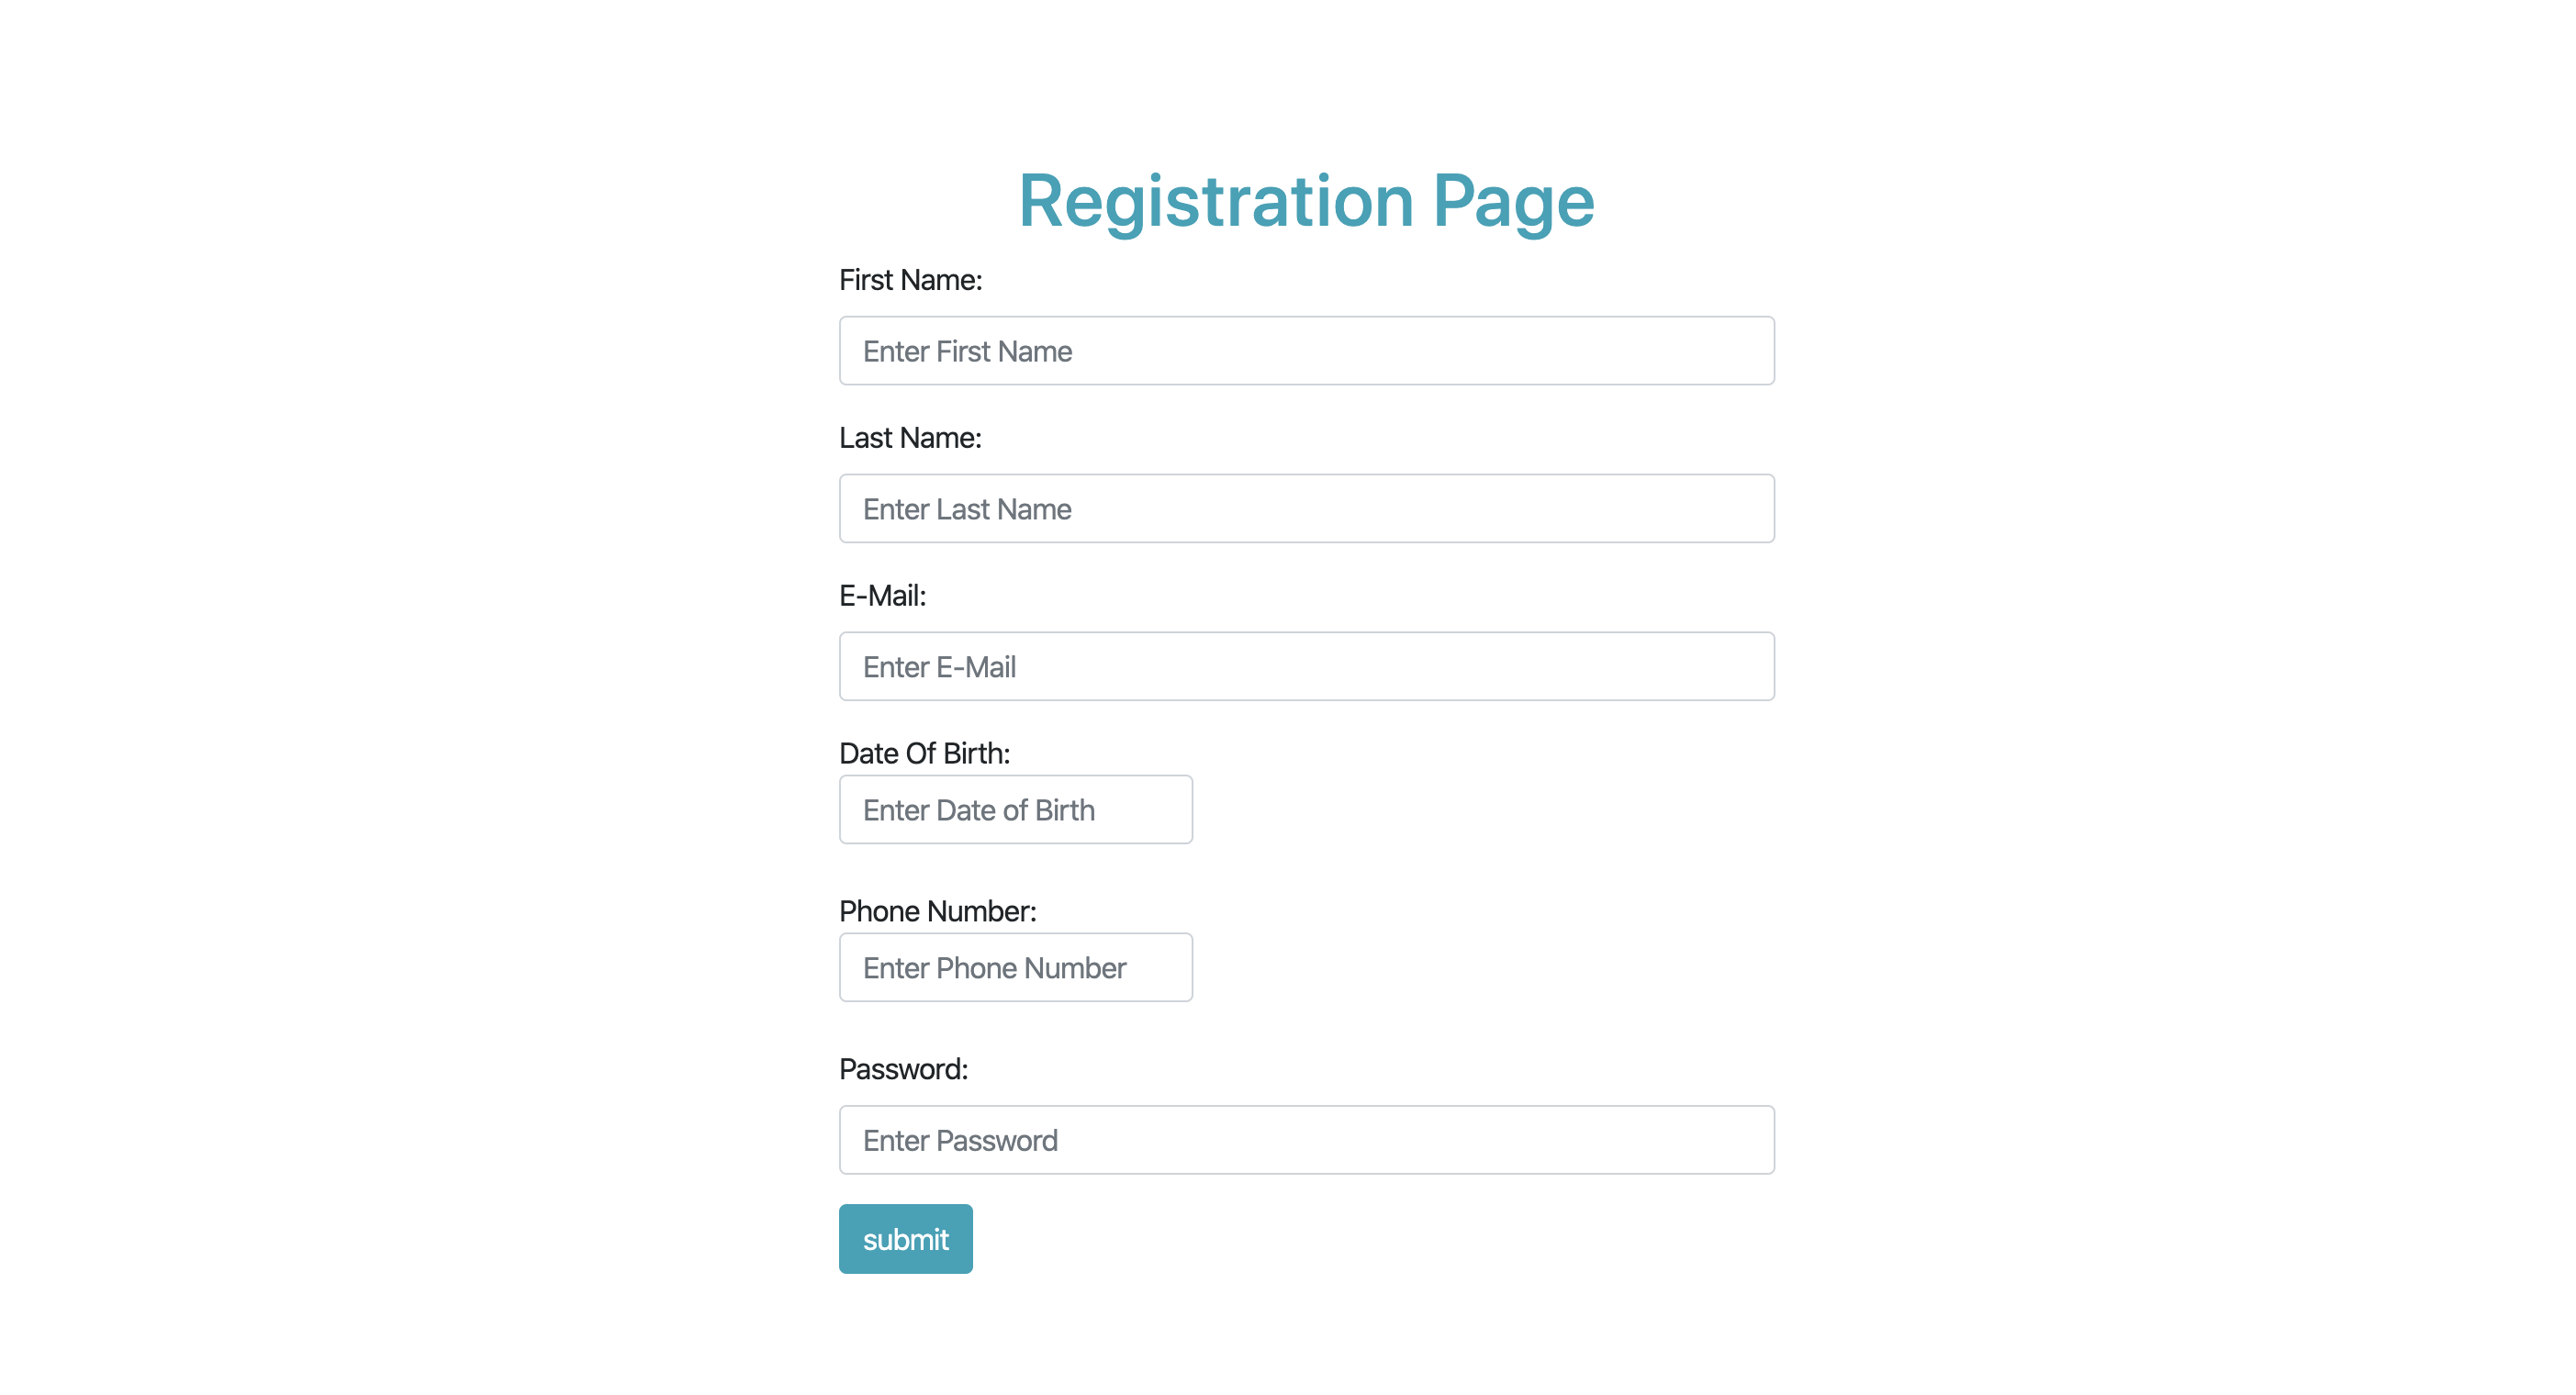 Registration Page
First Name:
Enter First Name
Last Name:
Enter Last Name
E-Mail:
Enter E-Mail
Date Of Birth:
Enter Date of Birth
Phone Number:
Enter Phone Number
Password:
Enter Password
submit